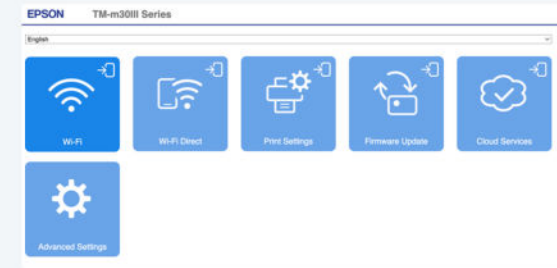 EPSON TM-m30III Series
English
Wi-Fi
Wi-Fi Direct
Print Settings
Firmware Update
Cloud Services
Advanced Settings